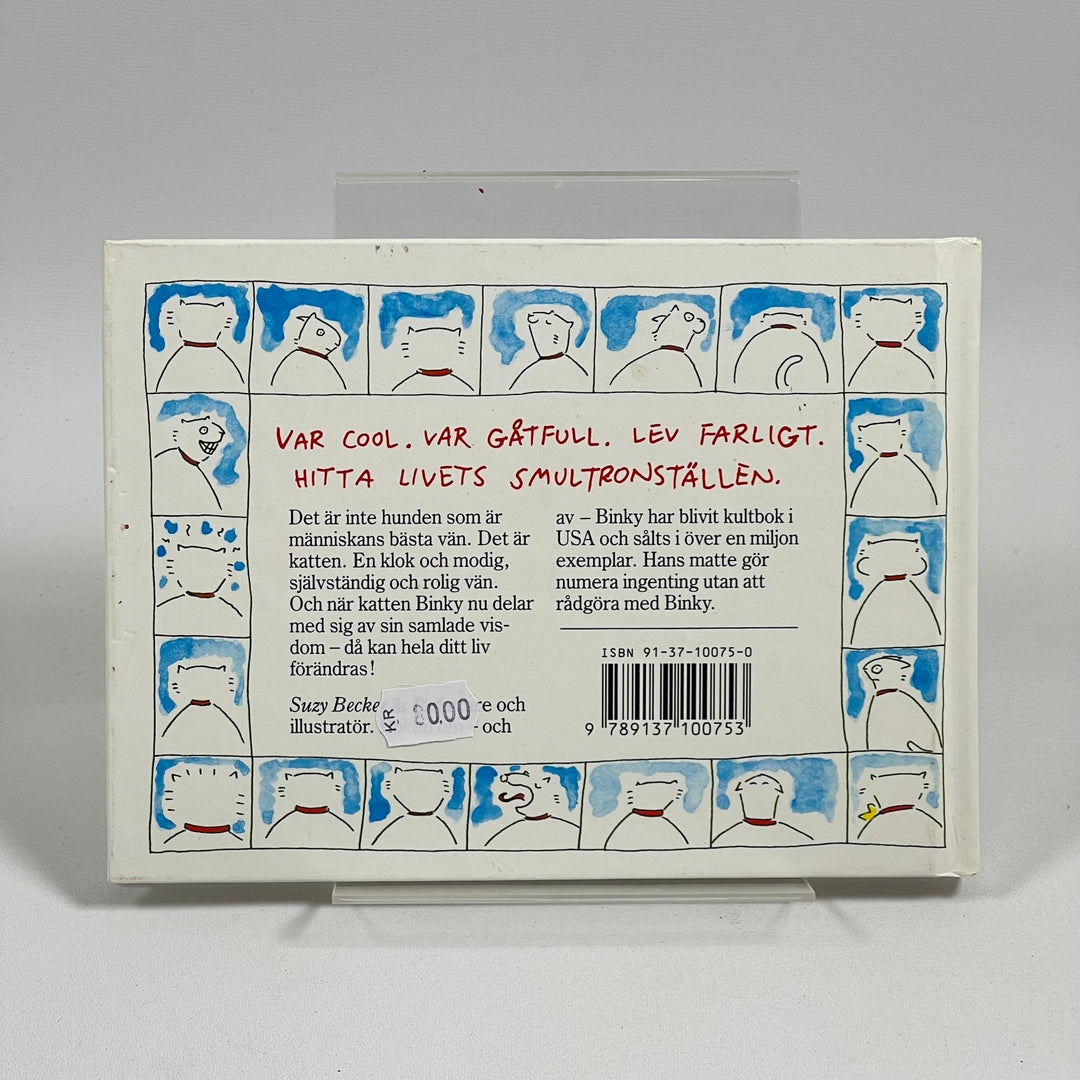 VAR COOL. VAR GÅTFULL. LEV FARLIGT.
HITTA LIVETS SMULTRONSTÄLLEN.
Det är inte hunden som är
människans bästa vän. Det är
katten. En klok och modig,
självständig och rolig vän.
Och när katten Binky nu delar
med sig av sin samlade vis-
dom – då kan hela ditt liv
förändras!
Suzy Becke re och
illustratör. - och
KR 80.00
av – Binky har blivit kultbok i
USA och sålts i över en miljon
exemplar. Hans matte gör
numera ingenting utan att
rådgöra med Binky.
ISBN 91-37-10075-0
9 789137 100753